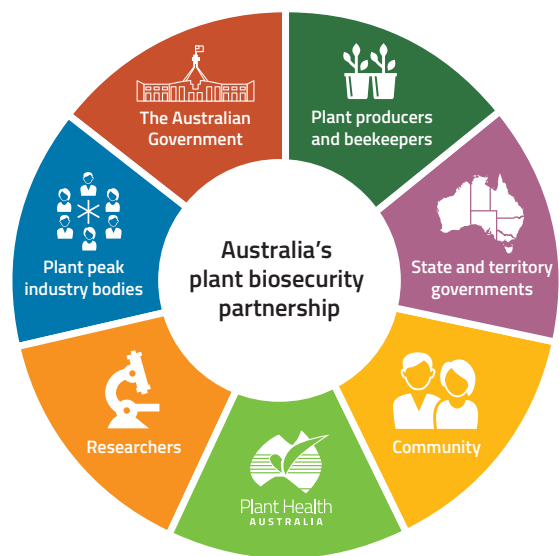 The Australian
Government
Plant producers
and beekeepers
State and territory
governments
Community
Plant Health
AUSTRALIA
Researchers
Plant peak
industry bodies
Australia's
plant biosecurity
partnership